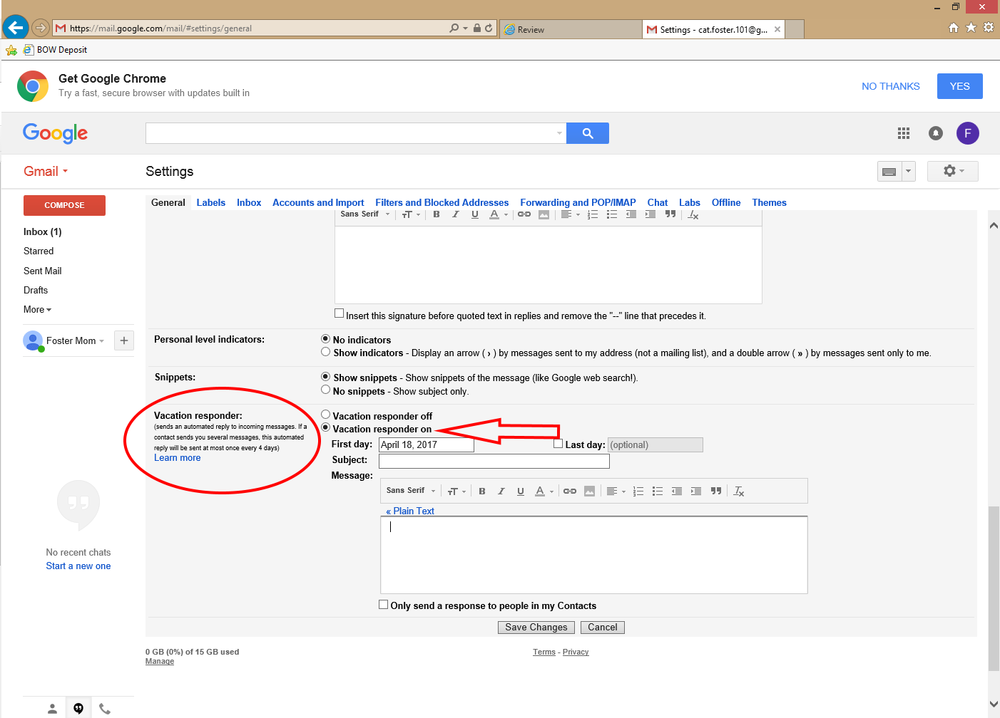 https://mail.google.com/mail/#settings/general
Review
Settings - cat.foster.101@g...
BOW Deposit
Get Google Chrome
Try a fast, secure browser with updates built in
NO THANKS
YES
Google
F
Gmail
Settings
COMPOSE
General Labels Inbox Accounts and Import Filters and Blocked Addresses Forwarding and POP/IMAP Chat Labs Offline Themes
Inbox (1)
Starred
Sent Mail
Drafts
More
Foster Mom
No recent chats
Start a new one
Sans Serif
Insert this signature before quoted text in replies and remove the "--" line that precedes it.
Personal level indicators:
No indicators
Show indicators - Display an arrow ( › ) by messages sent to my address (not a mailing list), and a double arrow ( » ) by messages sent only to me.
Snippets:
Show snippets - Show snippets of the message (like Google web search!).
No snippets - Show subject only.
Vacation responder:
(sends an automated reply to incoming messages. If a
contact sends you several messages, this automated
reply will be sent at most once every 4 days)
Learn more
Vacation responder off
Vacation responder on
First day: April 18, 2017 Last day: (optional)
Subject:
Message:
Sans Serif
« Plain Text
Only send a response to people in my Contacts
Save Changes Cancel
0 GB (0%) of 15 GB used
Manage
Terms - Privacy